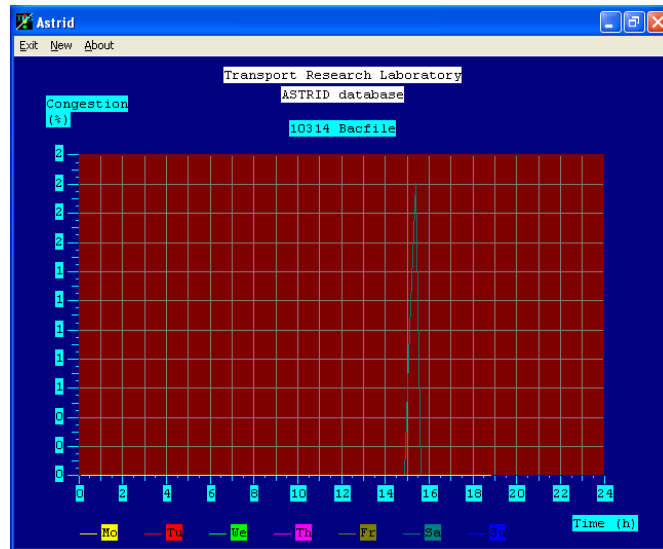 Astrid
Exit New About
Transport Research Laboratory
ASTRID database
Congestion
(%)
10314 Bacfile
2
2
2
2
1
1
1
1
1
0
0
0
0 2 4 6 8 10 12 14 16 18 20 22 24
Time (h)
Mo Tu We Th Fr Sa Su